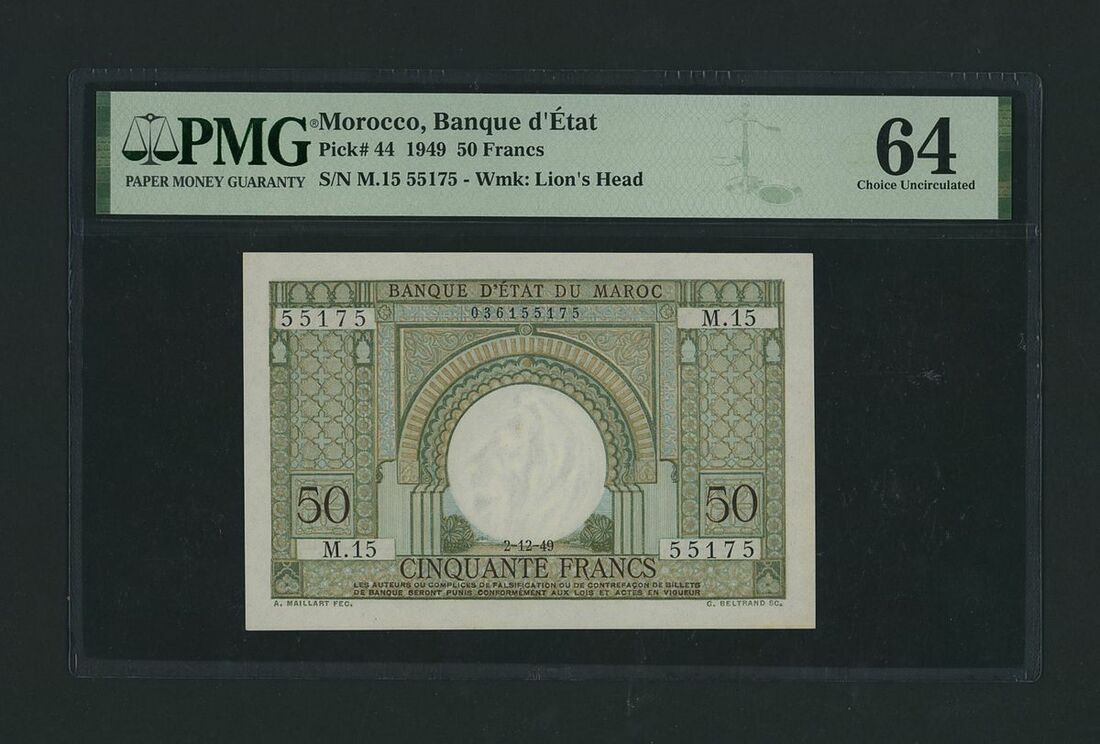 PMG® Morocco, Banque d'État
Pick# 44 1949 50 Francs
PAPER MONEY GUARANTY
S/N M.15 55175 - Wmk: Lion's Head
64
Choice Uncirculated
BANQUE D'ÉTAT DU MAROC
55175
036155175
M.15
50
50
M.15
2-12-49
55175
CINQUANTE FRANCS
LES AUTEURS OU COMPLICES DE FALSIFICATION OU DE CONTREFAÇON DE BILLETS
DE BANQUE SERONT PUNIS CONFORMÉMENT AUX LOIS ET ACTES EN VIGUEUR
A. MAILLART FEC.
G. BELTRAND SC.